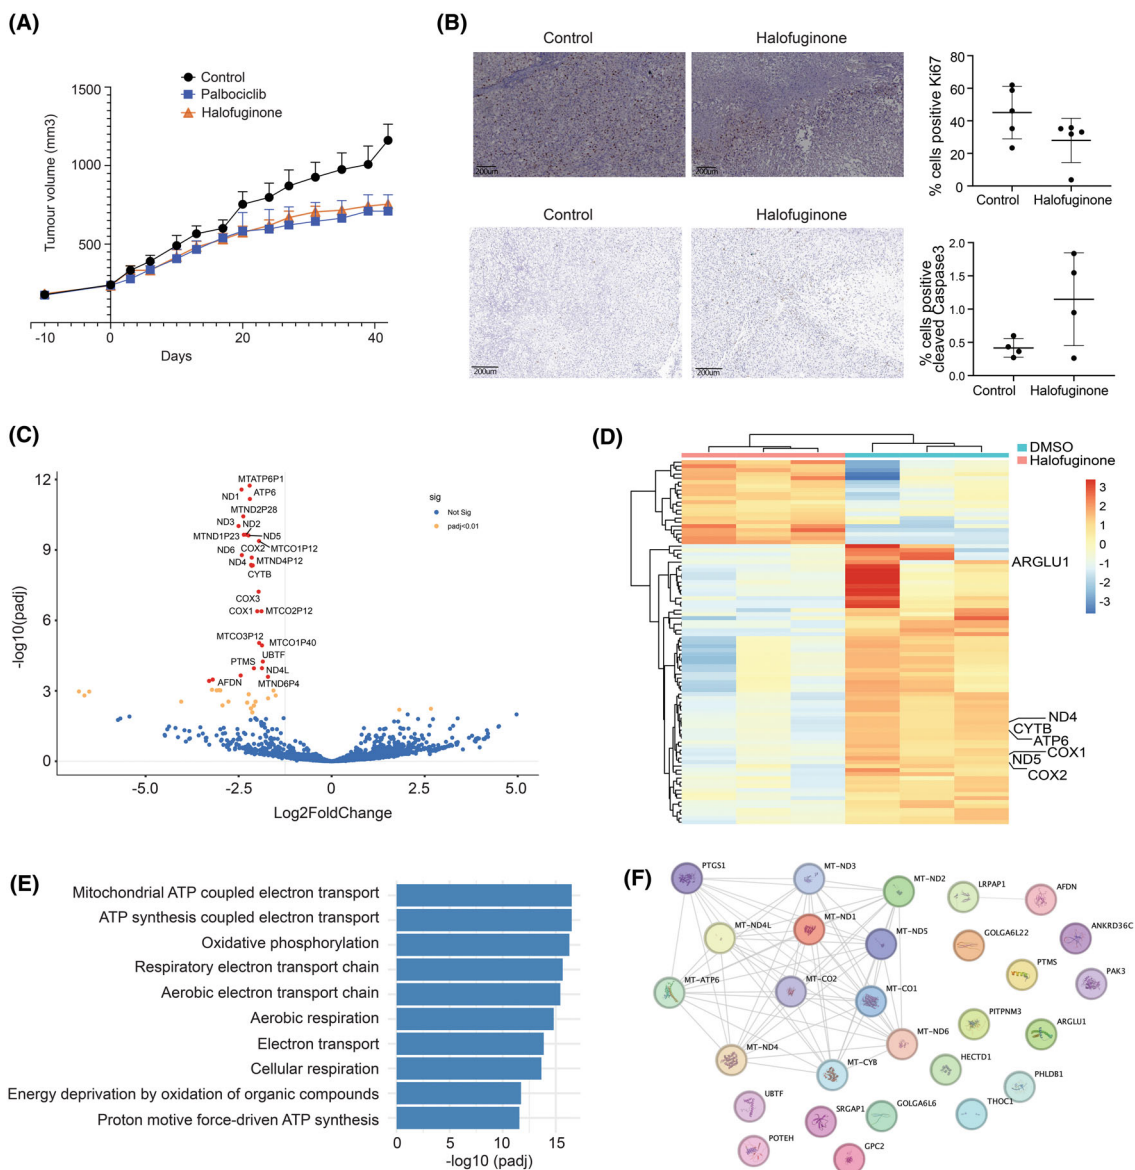 (A)
Control
Palbociclib
Halofuginone
1500
1000
500
Tumour volume (mm3)
-10
0
20
40
Days
(B)
Control
Halofuginone
200um
200um
Control
Halofuginone
200um
200um
% cells positive Ki67
80
60
40
20
0
Control
Halofuginone
% cells positive
cleaved Caspase3
2.0
1.5
1.0
0.5
0.0
Control
Halofuginone
(C)
-log10(padj)
12
9
6
3
0
MTATP6P1
ND1
ATP6
MTND2P28
ND3
ND2
MTND1P23
ND5
ND6
COX2
MTCO1P12
ND4
MTND4P12
CYTB
COX3
COX1
MTCO2P12
MTCO3P12
MTCO1P40
UBTF
PTMS
ND4L
AFDN
MTND6P4
sig
Not Sig
padj<0.01
-5.0
-2.5
0
2.5
5.0
Log2FoldChange
(D)
DMSO
Halofuginone
3
2
1
0
-1
-2
-3
ARGLU1
ND4
CYTB
ATP6
COX1
ND5
COX2
(E)
Mitochondrial ATP coupled electron transport
ATP synthesis coupled electron transport
Oxidative phosphorylation
Respiratory electron transport chain
Aerobic electron transport chain
Aerobic respiration
Electron transport
Cellular respiration
Energy deprivation by oxidation of organic compounds
Proton motive force-driven ATP synthesis
0
5
10
15
-log10 (padj)
(F)
PTGS1
MT-ND3
MT-ND2
LRPAP1
AFDN
MT-ND4L
MT-ND1
MT-ND5
GOLGA6L22
ANKRD36C
MT-ATP6
MT-CO2
MT-CO1
PTMS
PAK3
MT-ND4
MT-CYB
MT-ND6
PITPNM3
ARGLU1
HECTD1
PHLDB1
UBTF
SRGAP1
GOLGA6L6
THOC1
POTEH
GPC2